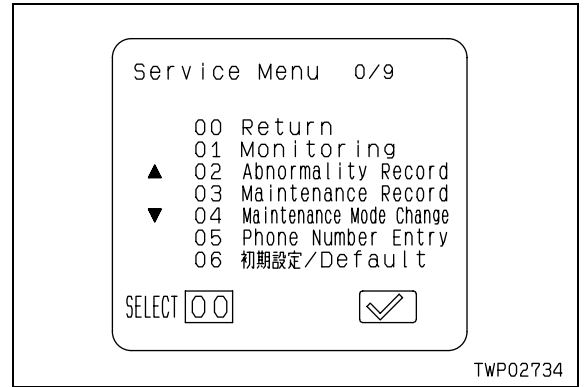 Service Menu 0/9
00 Return
01 Monitoring
▲ 02 Abnormality Record
03 Maintenance Record
▼ 04 Maintenance Mode Change
05 Phone Number Entry
06 初期設定/Default
SELECT 00
TWP02734